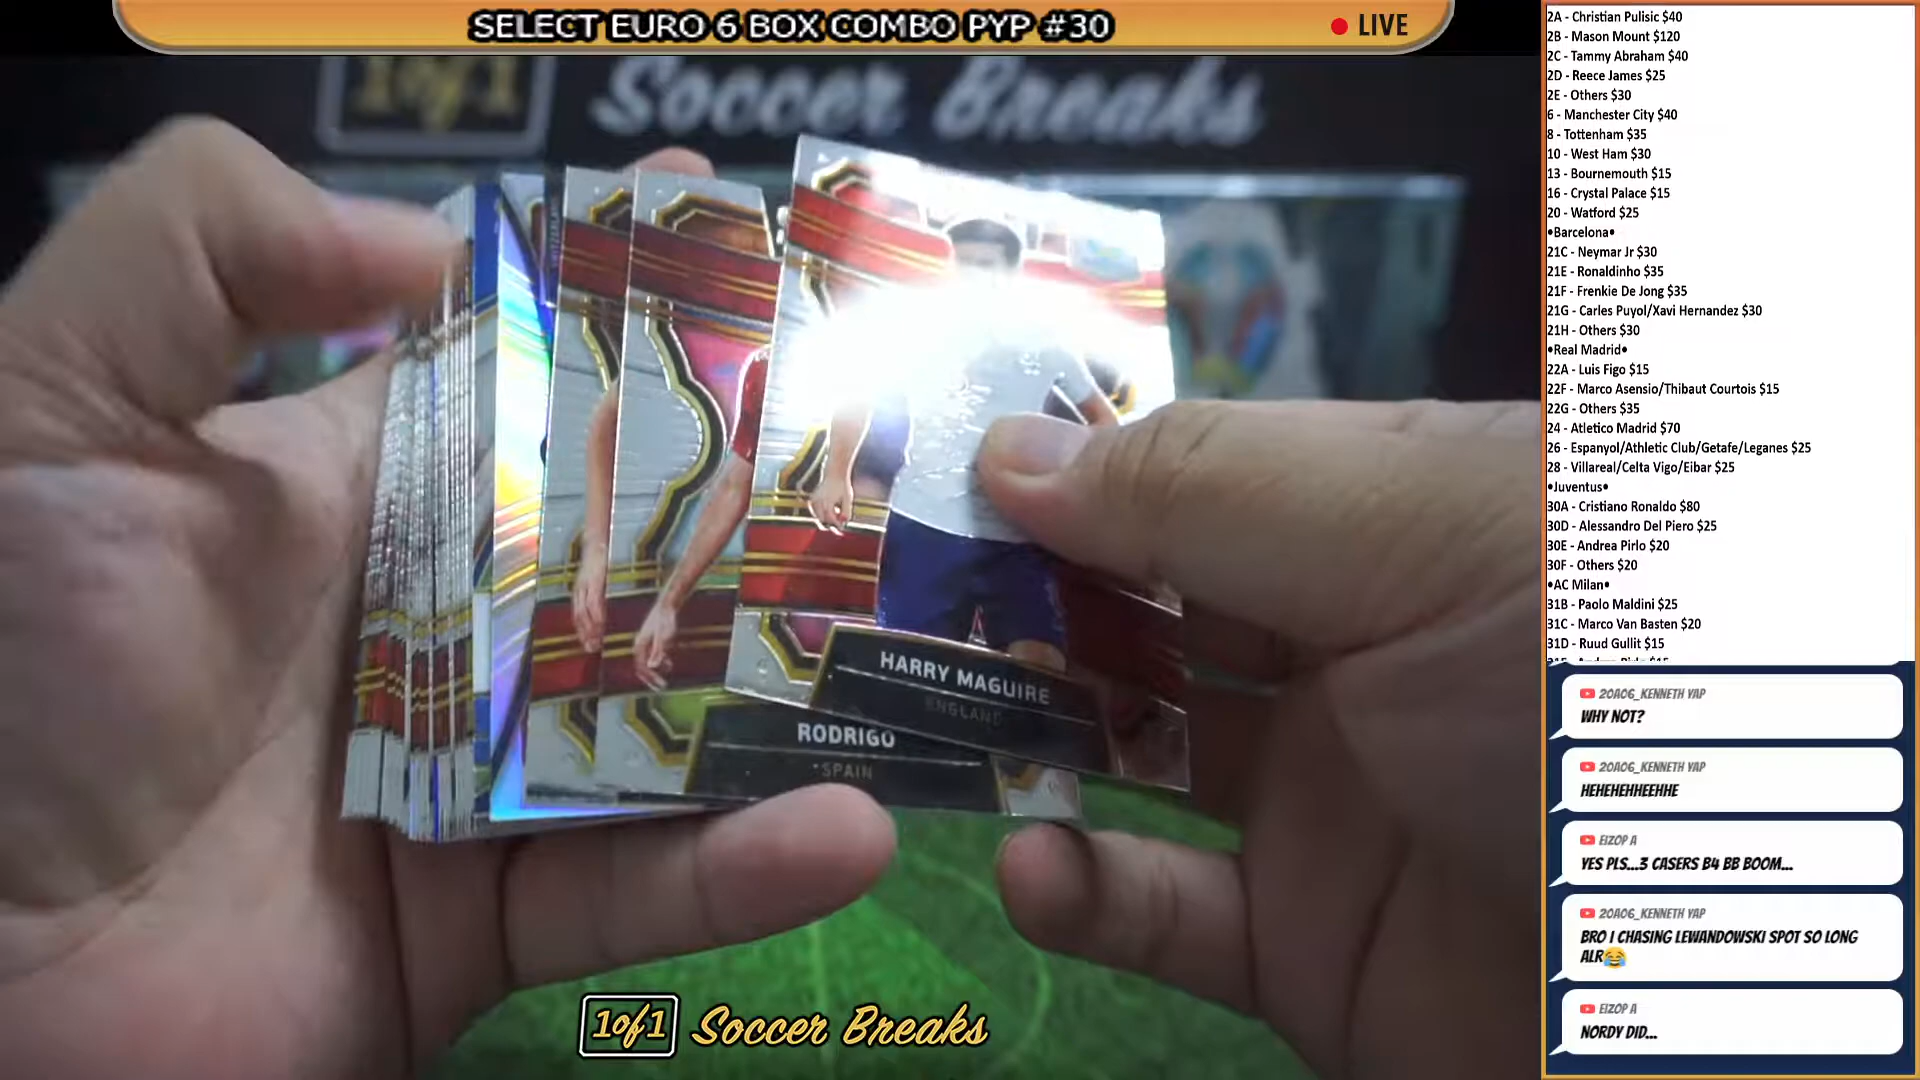 SELECT EURO 6 BOX COMBO PYP #30
LIVE
1of1 Soccer Breaks
HARRY MAGUIRE
ENGLAND
RODRIGO
SPAIN
1of1 Soccer Breaks
2A - Christian Pulisic $40
2B - Mason Mount $120
2C - Tammy Abraham $40
2D - Reece James $25
2E - Others $30
6 - Manchester City $40
8 - Tottenham $35
10 - West Ham $30
13 - Bournemouth $15
16 - Crystal Palace $15
20 - Watford $25
•Barcelona•
21C - Neymar Jr $30
21E - Ronaldinho $35
21F - Frenkie De Jong $35
21G - Carles Puyol/Xavi Hernandez $30
21H - Others $30
•Real Madrid•
22A - Luis Figo $15
22F - Marco Asensio/Thibaut Courtois $15
22G - Others $35
24 - Atletico Madrid $70
26 - Espanyol/Athletic Club/Getafe/Leganes $25
28 - Villareal/Celta Vigo/Eibar $25
•Juventus•
30A - Cristiano Ronaldo $80
30D - Alessandro Del Piero $25
30E - Andrea Pirlo $20
30F - Others $20
•AC Milan•
31B - Paolo Maldini $25
31C - Marco Van Basten $20
31D - Ruud Gullit $15
20A06_KENNETH YAP
WHY NOT?
20A06_KENNETH YAP
HEHEHEHHEEHHE
EIZOP A
YES PLS...3 CASERS B4 BB BOOM...
20A06_KENNETH YAP
BRO I CHASING LEWANDOWSKI SPOT SO LONG
ALR😂
EIZOP A
NORDY DID...